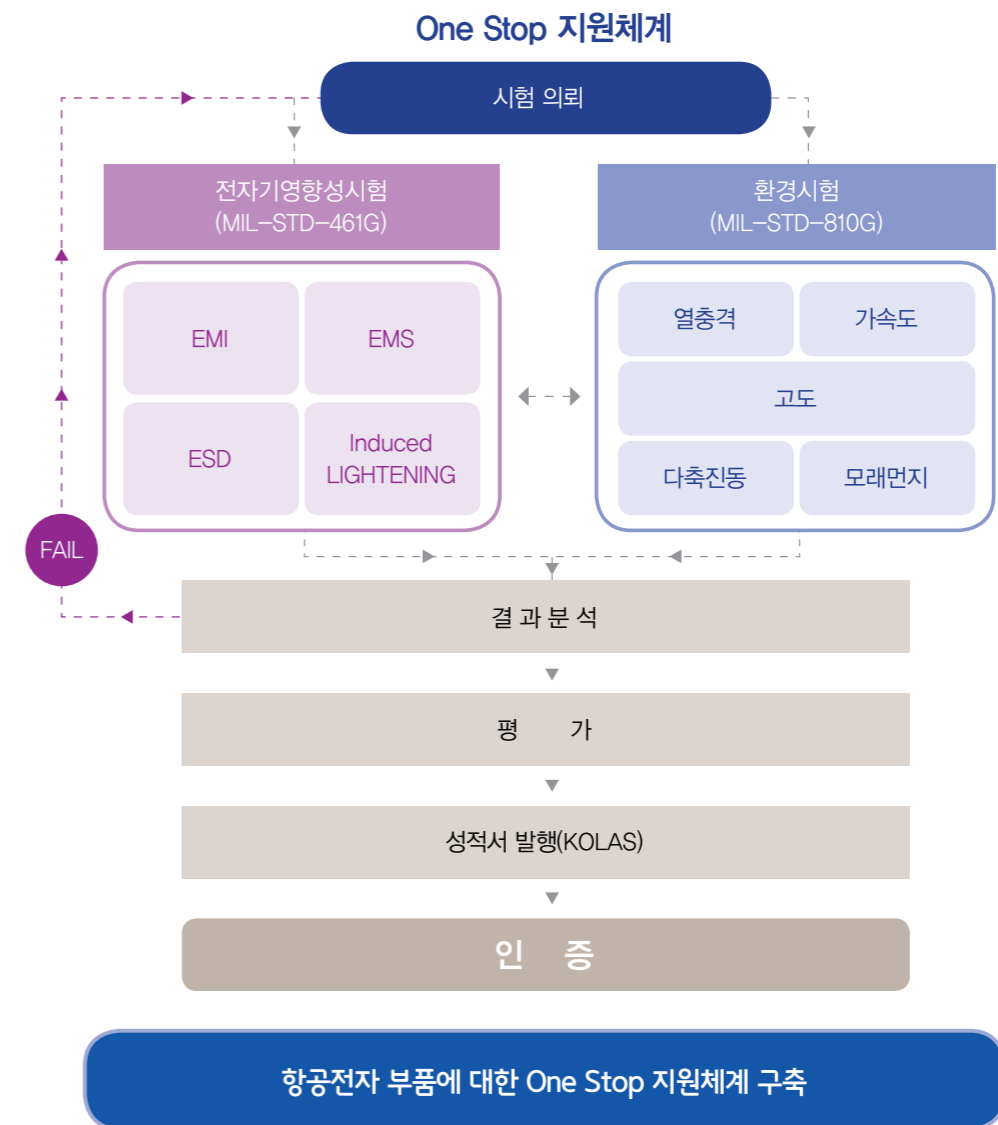 One Stop 지원체계
시험 의뢰
전자기영향성시험
(MIL-STD-461G)
환경시험
(MIL-STD-810G)
EMI
EMS
ESD
Induced
LIGHTENING
열충격
가속도
고도
다축진동
모래먼지
FAIL
결 과 분 석
평 가
성적서 발행(KOLAS)
인 증
항공전자 부품에 대한 One Stop 지원체계 구축